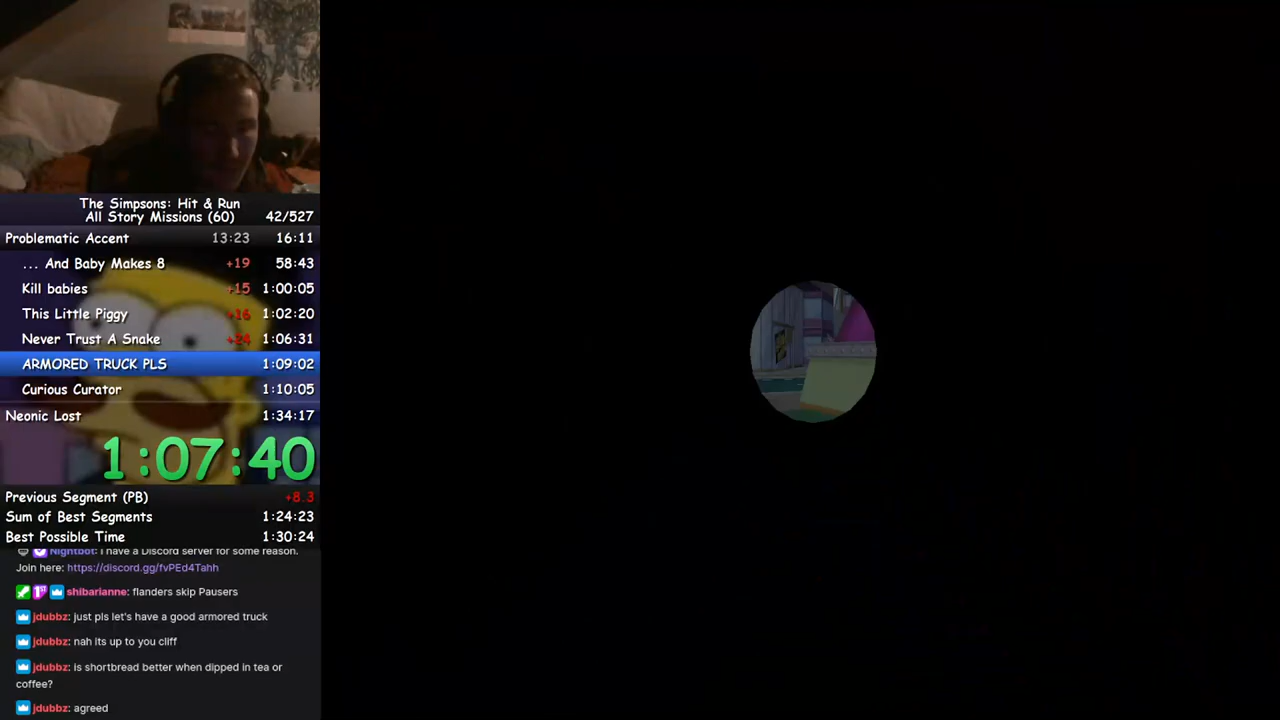 The Simpsons: Hit & Run
All Story Missions (60) 42/527
Problematic Accent 13:23 16:11
... And Baby Makes 8 +19 58:43
Kill babies +15 1:00:05
This Little Piggy +16 1:02:20
Never Trust A Snake +24 1:06:31
ARMORED TRUCK PLS 1:09:02
Curious Curator 1:10:05
Neonic Lost 1:34:17
1:07:40
Previous Segment (PB) +8.3
Sum of Best Segments 1:24:23
Best Possible Time 1:30:24
Nightbot: I have a Discord server for some reason.
Join here: https://discord.gg/fvPEd4Tahh
shibarianne: flanders skip Pausers
jdubbz: just pls let's have a good armored truck
jdubbz: nah its up to you cliff
jdubbz: is shortbread better when dipped in tea or
coffee?
jdubbz: agreed